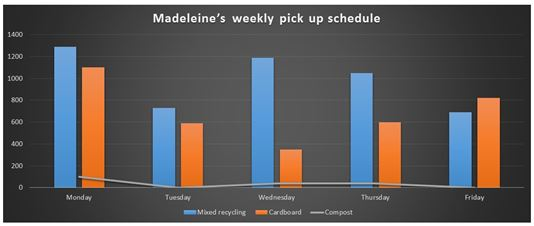 Madeleine's weekly pick up schedule
1400
1200
1000
800
600
400
200
0
Monday Tuesday Wednesday Thursday Friday
Mixed recycling Cardboard Compost